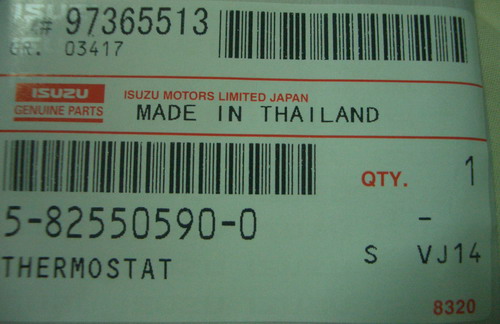 ISU
# 97365513
GR. 03417
ISUZU
GENUINE PARTS
ISUZU MOTORS LIMITED JAPAN
MADE IN THAILAND
QTY. 1
5-82550590-0 -
THERMOSTAT S VJ14
8320